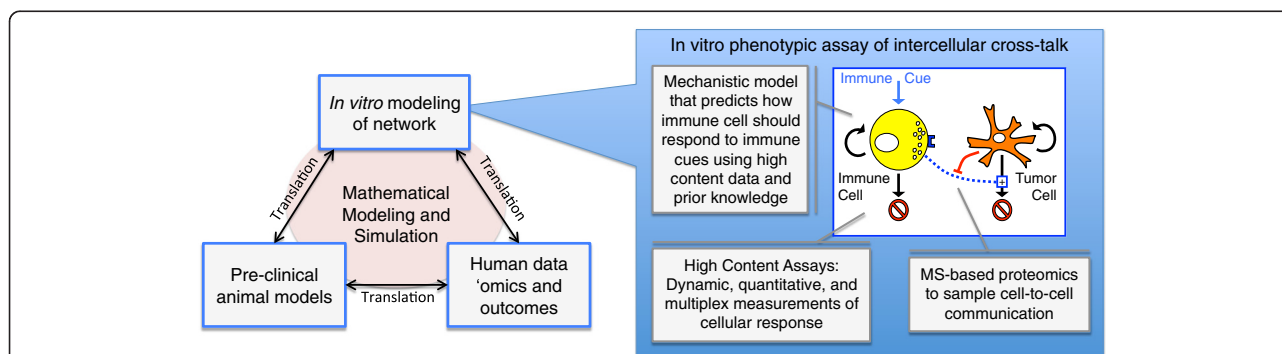 In vitro modeling
of network
Translation
Translation
Mathematical
Modeling and
Simulation
Pre-clinical
animal models
Translation
Human data
‘omics and
outcomes
In vitro phenotypic assay of intercellular cross-talk
Mechanistic model
that predicts how
immune cell should
respond to immune
cues using high
content data and
prior knowledge
Immune Cue
Immune
Cell
+
Tumor
Cell
High Content Assays:
Dynamic, quantitative, and
multiplex measurements of
cellular response
MS-based proteomics
to sample cell-to-cell
communication